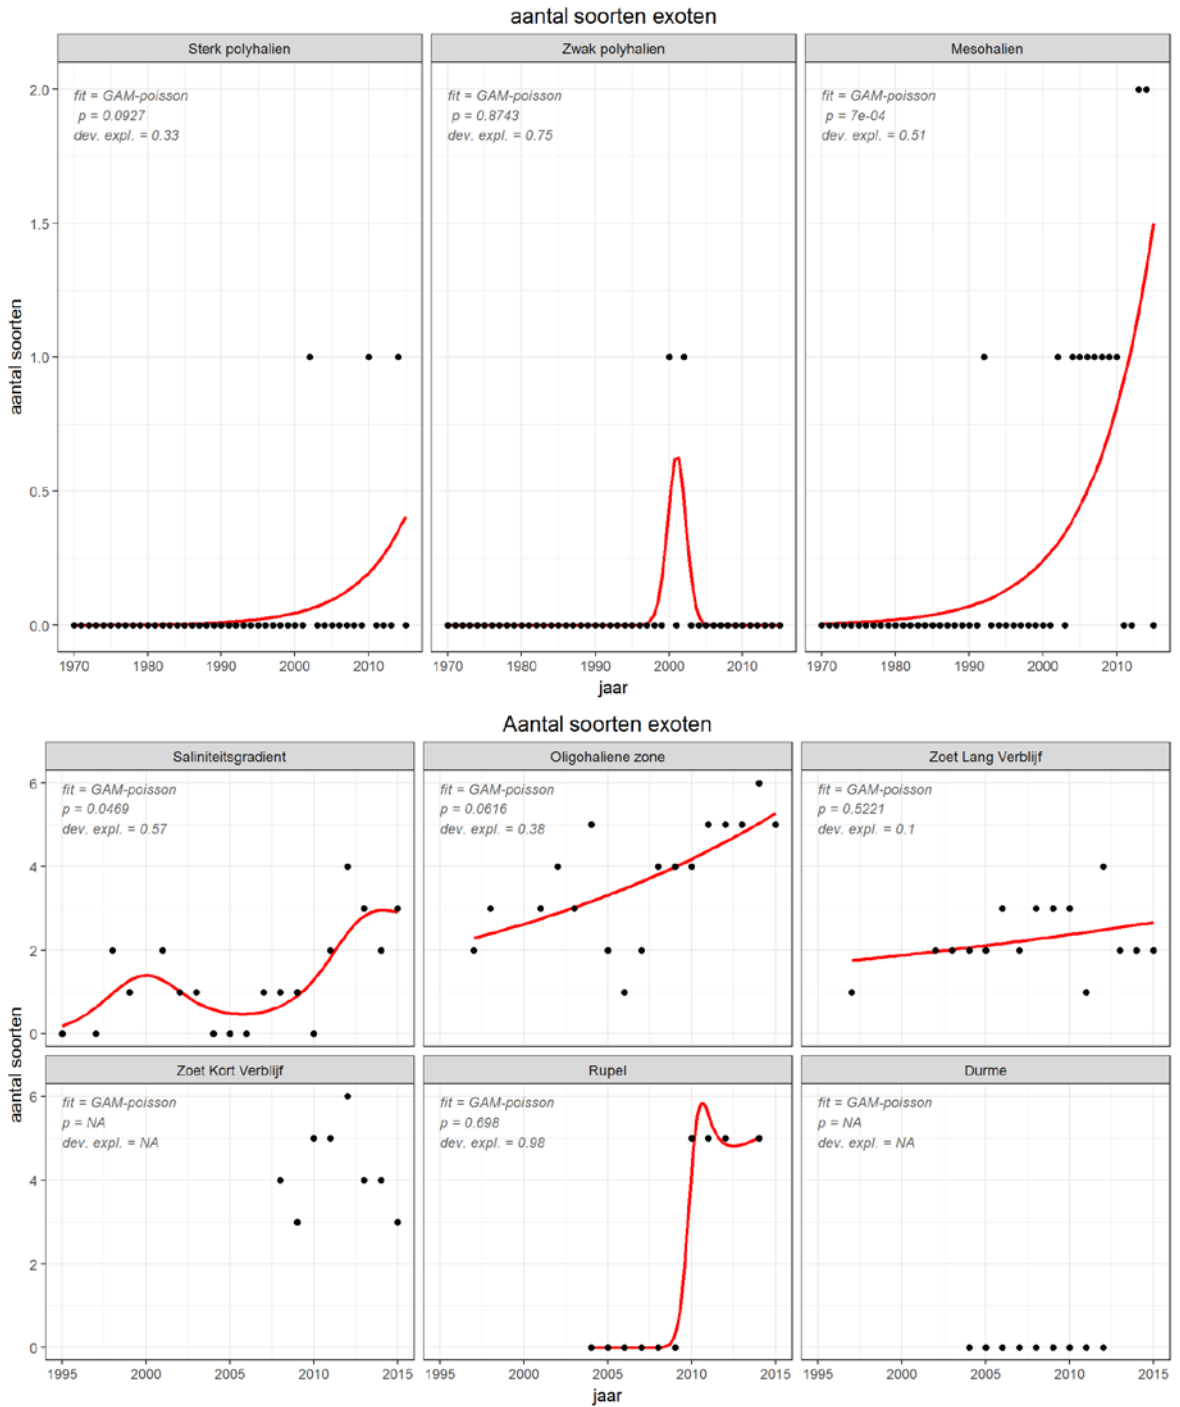 aantal soorten exoten
Sterk polyhalien
Zwak polyhalien
Mesohalien
fit = GAM-poisson
p = 0.0927
dev. expl. = 0.33
fit = GAM-poisson
p = 0.8743
dev. expl. = 0.75
fit = GAM-poisson
p = 7e-04
dev. expl. = 0.51
2.0
1.5
1.0
0.5
0.0
aantal soorten
1970 1980 1990 2000 2010
1970 1980 1990 2000 2010
1970 1980 1990 2000 2010
jaar
Aantal soorten exoten
Saliniteitsgradient
Oligohaliene zone
Zoet Lang Verblijf
fit = GAM-poisson
p = 0.0469
dev. expl. = 0.57
fit = GAM-poisson
p = 0.0616
dev. expl. = 0.38
fit = GAM-poisson
p = 0.5221
dev. expl. = 0.1
6
4
2
0
aantal soorten
Zoet Kort Verblijf
Rupel
Durme
fit = GAM-poisson
p = NA
dev. expl. = NA
fit = GAM-poisson
p = 0.698
dev. expl. = 0.98
fit = GAM-poisson
p = NA
dev. expl. = NA
6
4
2
0
1995 2000 2005 2010 2015
1995 2000 2005 2010 2015
1995 2000 2005 2010 2015
jaar